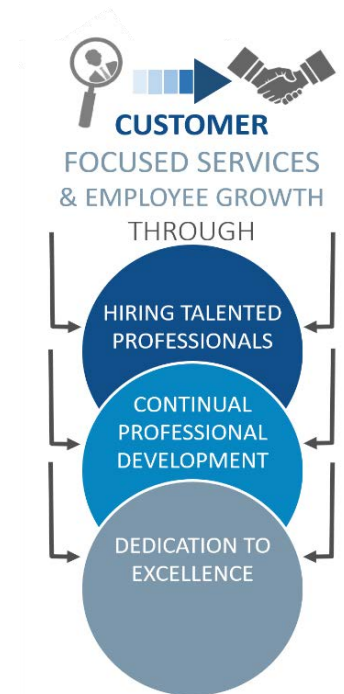 CUSTOMER
FOCUSED SERVICES
& EMPLOYEE GROWTH
THROUGH
HIRING TALENTED
PROFESSIONALS
CONTINUAL
PROFESSIONAL
DEVELOPMENT
DEDICATION TO
EXCELLENCE